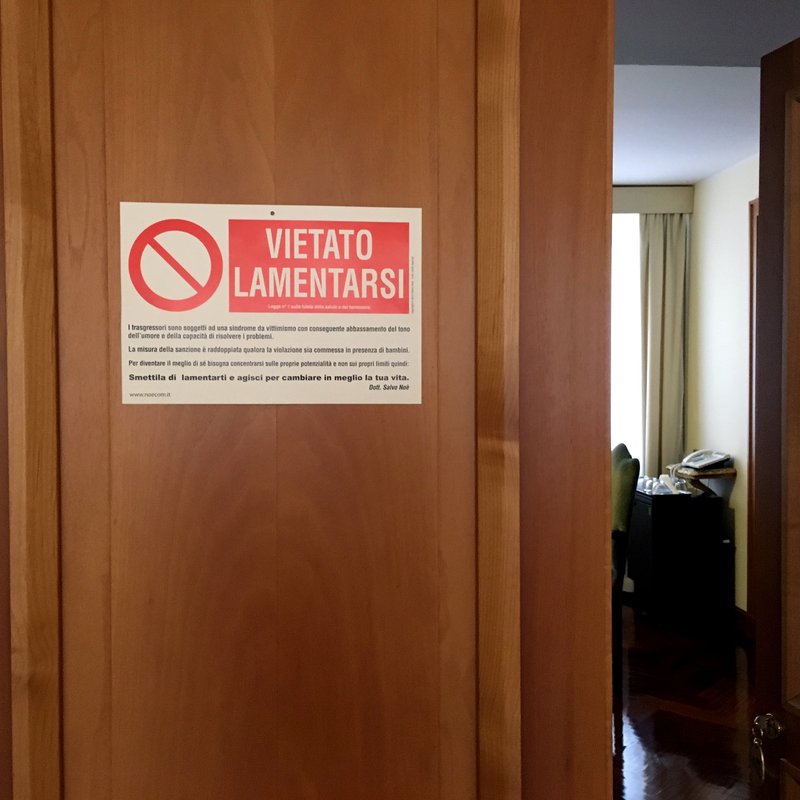 VIETATO
LAMENTARSI
Legge n° 1 sulla tutela della salute e del benessere
I trasgressori sono soggetti ad una sindrome da vittimismo con conseguente abbassamento del tono
dell'umore e della capacità di risolvere i problemi.
La misura della sanzione è raddoppiata qualora la violazione sia commessa in presenza di bambini.
Per diventare il meglio di sé bisogna concentrarsi sulle proprie potenzialità e non sui propri limiti quindi:
Smettila di lamentarti e agisci per cambiare in meglio la tua vita.
Dott. Salvo Noè
www.noecom.it